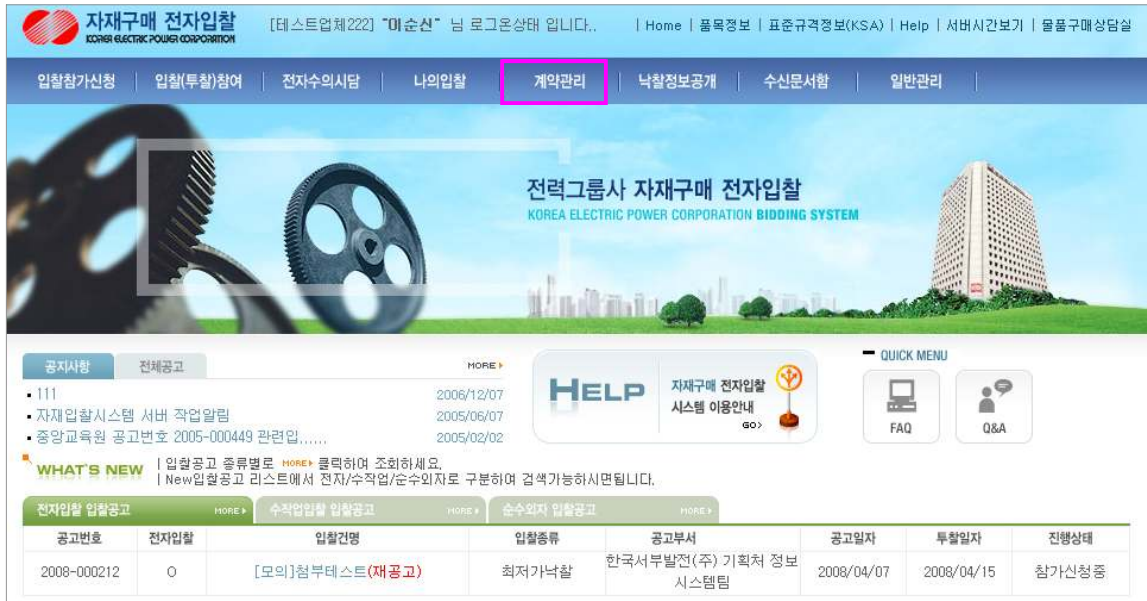 자재구매 전자입찰
KOREA ELECTRIC POWER CORPORATION
[테스트업체222] "이순신" 님 로그온상태 입니다..
| Home | 품목정보 | 표준규격정보(KSA) | Help | 서버시간보기 | 물품구매상담실
입찰참가신청 | 입찰(투찰)참여 | 전자수의시담 | 나의입찰 | 계약관리 | 낙찰정보공개 | 수신문서함 | 일반관리 |
전력그룹사 자재구매 전자입찰
KOREA ELECTRIC POWER CORPORATION BIDDING SYSTEM
공지사항 전체공고 MORE
111 2006/12/07
자재입찰시스템 서버 작업알림 2005/06/07
중앙교육원 공고번호 2005-000449 관련입...... 2005/02/02
HELP
자재구매 전자입찰
시스템 이용안내
GO>
QUICK MENU
FAQ Q&A
WHAT'S NEW
| 입찰공고 종류별로 MORE 클릭하여 조회하세요.
| New입찰공고 리스트에서 전자/수작업/순수외자로 구분하여 검색가능하시면됩니다.
전자입찰 입찰공고 MORE 수작업입찰 입찰공고 MORE 순수외자 입찰공고 MORE
공고번호 전자입찰 입찰건명 입찰종류 공고부서 공고일자 투찰일자 진행상태
2008-000212 O [모의]첨부테스트(재공고) 최저가낙찰 한국서부발전(주) 기획처 정보 2008/04/07 2008/04/15 참가신청중
시스템팀